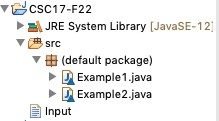 CSC17-F22
JRE System Library [JavaSE-12]
src
(default package)
Example1.java
Example2.java
Input